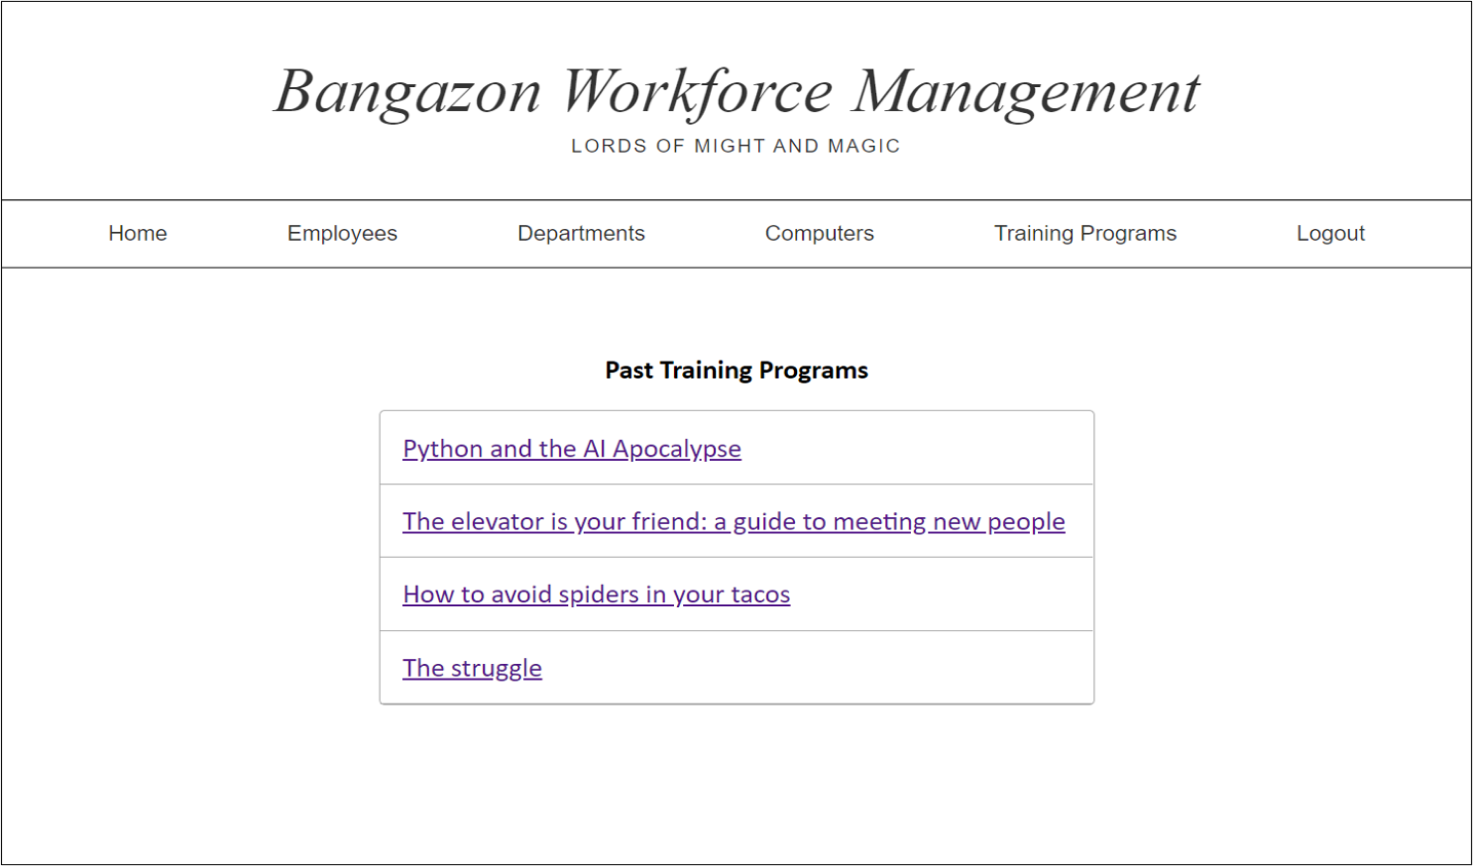 Bangazon Workforce Management
LORDS OF MIGHT AND MAGIC
Home Employees Departments Computers Training Programs Logout
Past Training Programs
Python and the AI Apocalypse
The elevator is your friend: a guide to meeting new people
How to avoid spiders in your tacos
The struggle